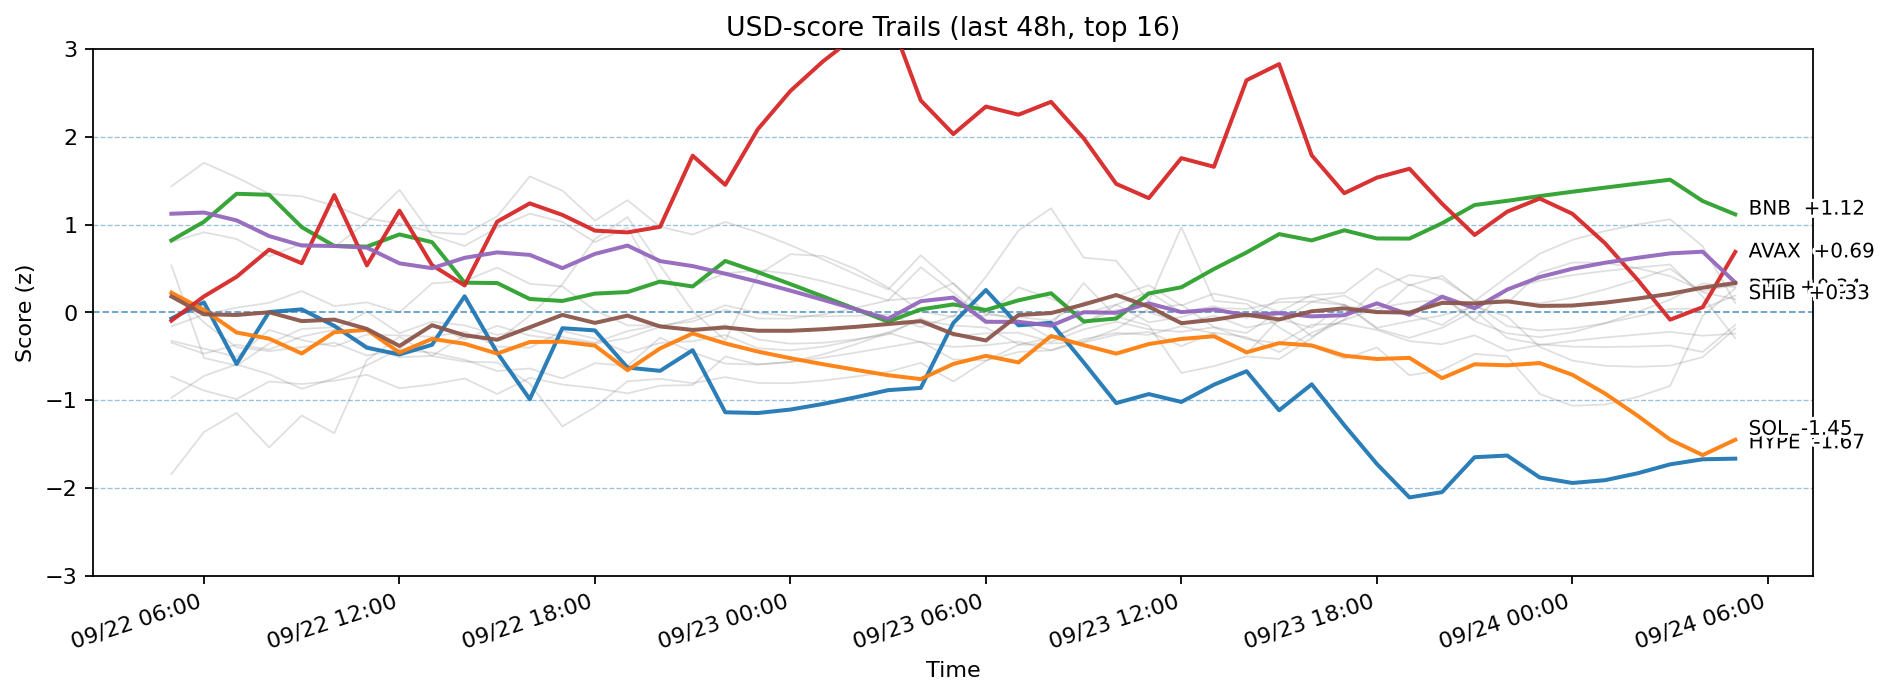 USD-score Trails (last 48h, top 16)
Score (z)
3
2
1
0
−1
−2
−3
BNB +1.12
AVAX +0.69
SHIB +0.33
SOL -1.45
HYPE -1.67
09/22 06:00
09/22 12:00
09/22 18:00
09/23 00:00
09/23 06:00
09/23 12:00
09/23 18:00
09/24 00:00
09/24 06:00
Time